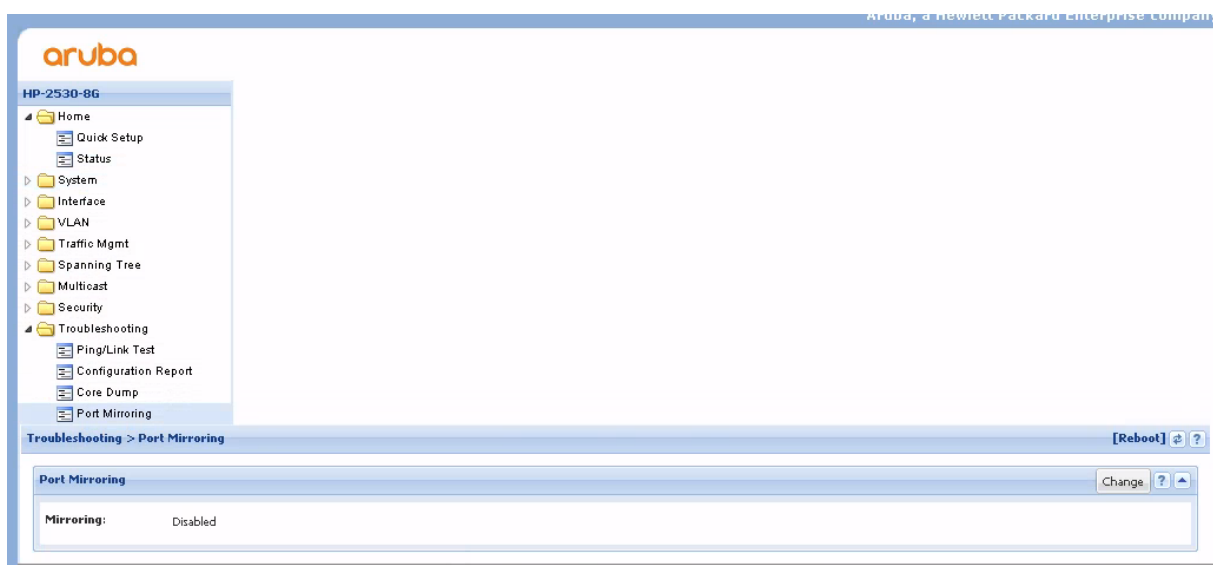 Aruba, a Hewlett Packard Enterprise company
aruba
HP-2530-8G
Home
Quick Setup
Status
System
Interface
VLAN
Traffic Mgmt
Spanning Tree
Multicast
Security
Troubleshooting
Ping/Link Test
Configuration Report
Core Dump
Port Mirroring
Troubleshooting > Port Mirroring [Reboot] ?
Port Mirroring Change ?
Mirroring: Disabled